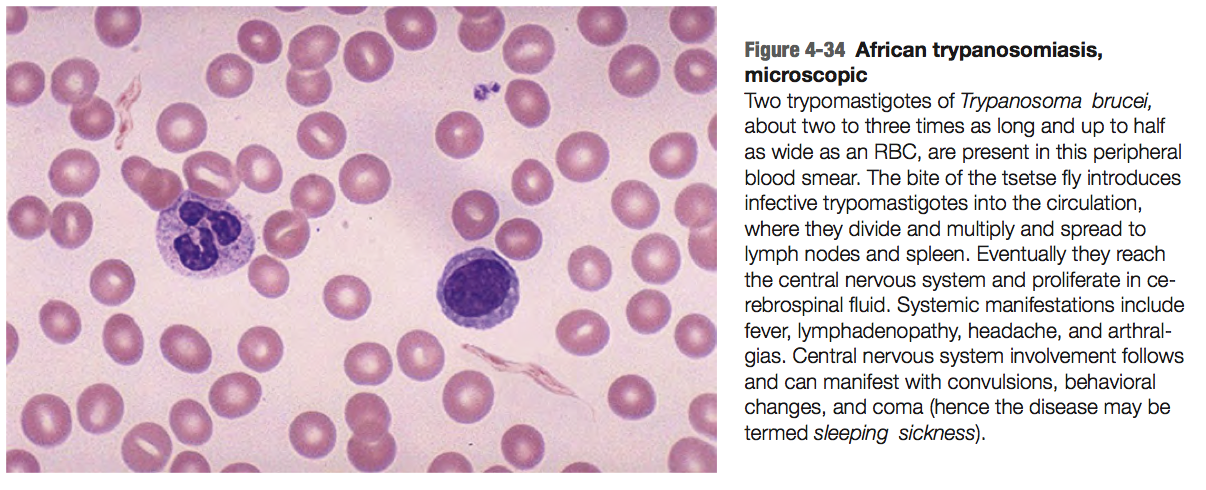 Figure 4-34 African trypanosomiasis,
microscopic
Two trypomastigotes of Trypanosoma brucei,
about two to three times as long and up to half
as wide as an RBC, are present in this peripheral
blood smear. The bite of the tsetse fly introduces
infective trypomastigotes into the circulation,
where they divide and multiply and spread to
lymph nodes and spleen. Eventually they reach
the central nervous system and proliferate in ce-
rebrospinal fluid. Systemic manifestations include
fever, lymphadenopathy, headache, and arthral-
gias. Central nervous system involvement follows
and can manifest with convulsions, behavioral
changes, and coma (hence the disease may be
termed sleeping sickness).